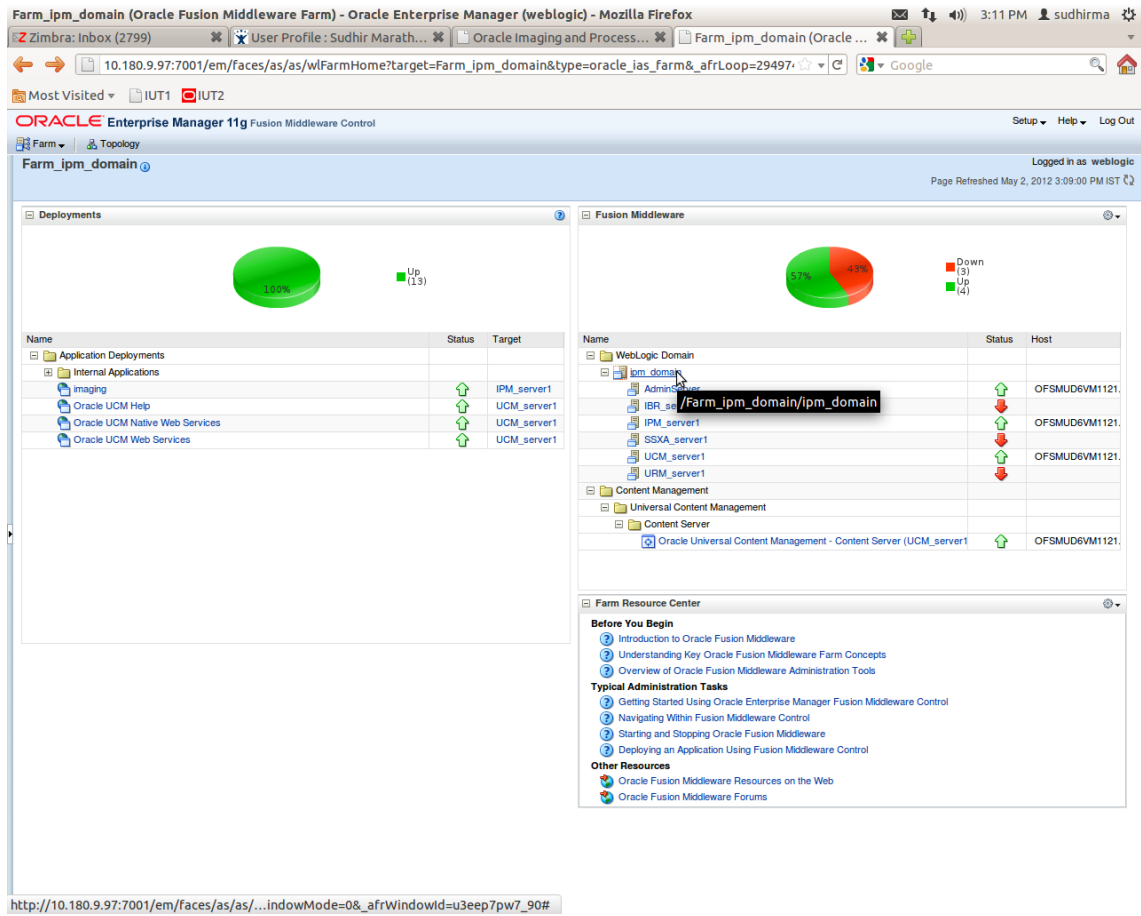 Farm_ipm_domain (Oracle Fusion Middleware Farm) - Oracle Enterprise Manager (weblogic) - Mozilla Firefox
3:11 PM sudhirma
Z Zimbra: Inbox (2799)
User Profile : Sudhir Marath...
Oracle Imaging and Process...
Farm_ipm_domain (Oracle ...
10.180.9.97:7001/em/faces/as/as/wlFarmHome?target=Farm_ipm_domain&type=oracle_ias_farm&_afrLoop=29497
Google
Most Visited
IUT1
IUT2
ORACLE Enterprise Manager 11g Fusion Middleware Control
Setup Help Log Out
Farm Topology
Farm_ipm_domain
Logged in as weblogic
Page Refreshed May 2, 2012 3:09:00 PM IST
Deployments
100%
Up
(13)
Name Status Target
Application Deployments
Internal Applications
imaging IPM_server1
Oracle UCM Help UCM_server1
Oracle UCM Native Web Services UCM_server1
Oracle UCM Web Services UCM_server1
Fusion Middleware
57% 43%
Down
(3)
Up
(4)
Name Status Host
WebLogic Domain
ipm_domain
AdminServer OFSMUD6VM1121.
/Farm_ipm_domain/ipm_domain
IBR_se
IPM_server1 OFSMUD6VM1121.
SSXA_server1
UCM_server1 OFSMUD6VM1121.
URM_server1
Content Management
Universal Content Management
Content Server
Oracle Universal Content Management - Content Server (UCM_server1 OFSMUD6VM1121.
Farm Resource Center
Before You Begin
Introduction to Oracle Fusion Middleware
Understanding Key Oracle Fusion Middleware Farm Concepts
Overview of Oracle Fusion Middleware Administration Tools
Typical Administration Tasks
Getting Started Using Oracle Enterprise Manager Fusion Middleware Control
Navigating Within Fusion Middleware Control
Starting and Stopping Oracle Fusion Middleware
Deploying an Application Using Fusion Middleware Control
Other Resources
Oracle Fusion Middleware Resources on the Web
Oracle Fusion Middleware Forums
http://10.180.9.97:7001/em/faces/as/as/...indowMode=0&_afrWindowId=u3eep7pw7_90#